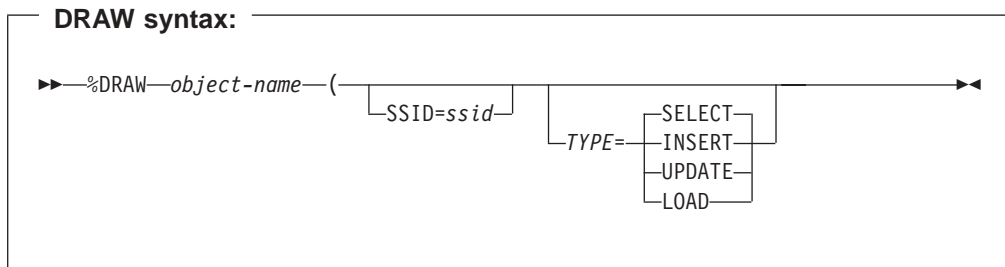 DRAW syntax:
%DRAW object-name (
SSID=ssid
TYPE=
SELECT
INSERT
UPDATE
LOAD